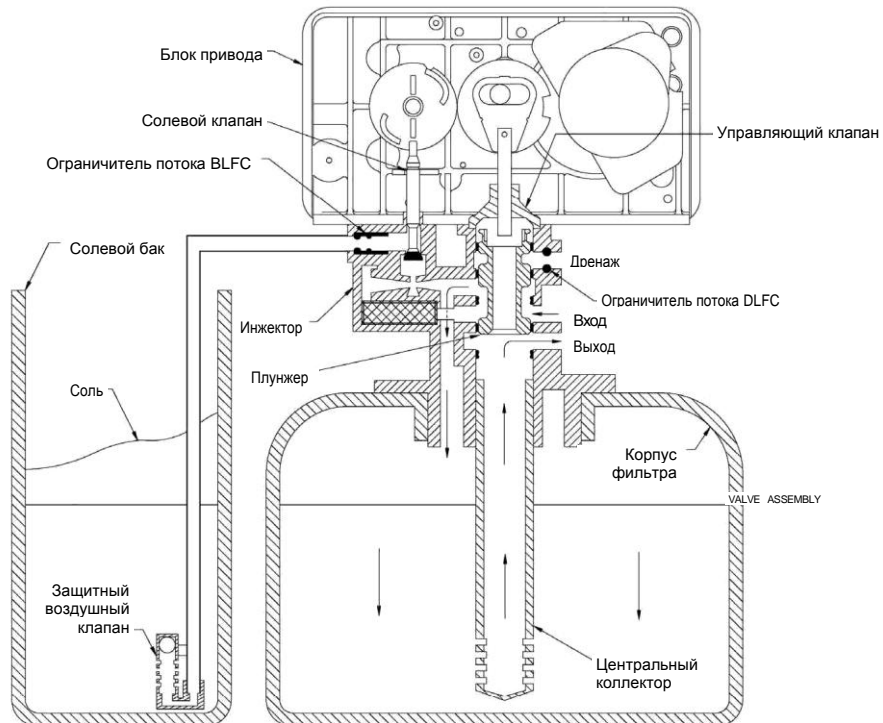 Блок привода
Солевой клапан
Управляющий клапан
Ограничитель потока BLFC
Солевой бак
Дренаж
Ограничитель потока DLFC
Инжектор
Вход
Выход
Плунжер
Соль
Корпус
фильтра
VALVE ASSEMBLY
Защитный
воздушный
клапан
Центральный
коллектор